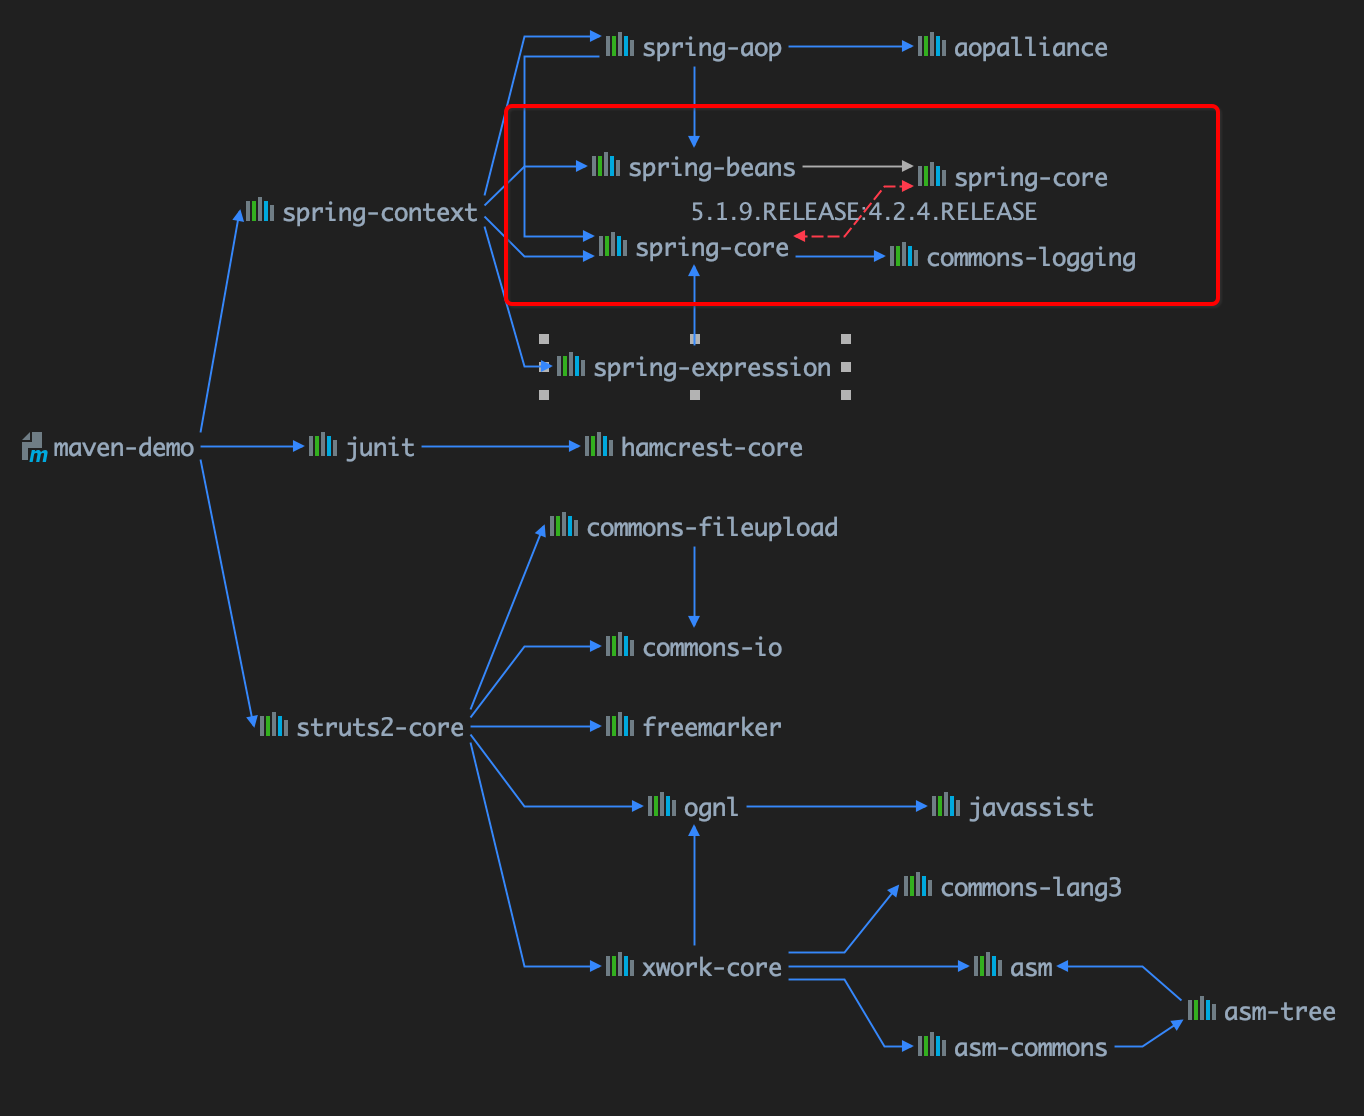 spring-aop
aopalliance
spring-beans
spring-core
spring-context
5.1.9.RELEASE:4.2.4.RELEASE
spring-core
commons-logging
spring-expression
maven-demo
junit
hamcrest-core
commons-fileupload
commons-io
struts2-core
freemarker
ognl
javassist
commons-lang3
xwork-core
asm
asm-tree
asm-commons